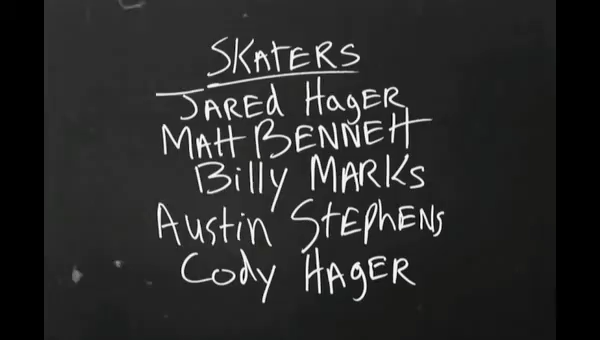 SKATERS
JARED HAgER
MATT BENNETT
Billy MARKS
Austin STEPhENS
Cody HAgER